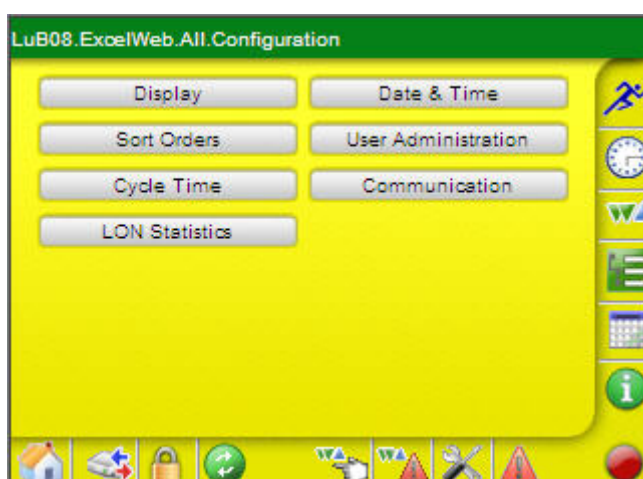 LuB08.ExcelWeb.All.Configuration
Display
Date & Time
Sort Orders
User Administration
Cycle Time
Communication
LON Statistics